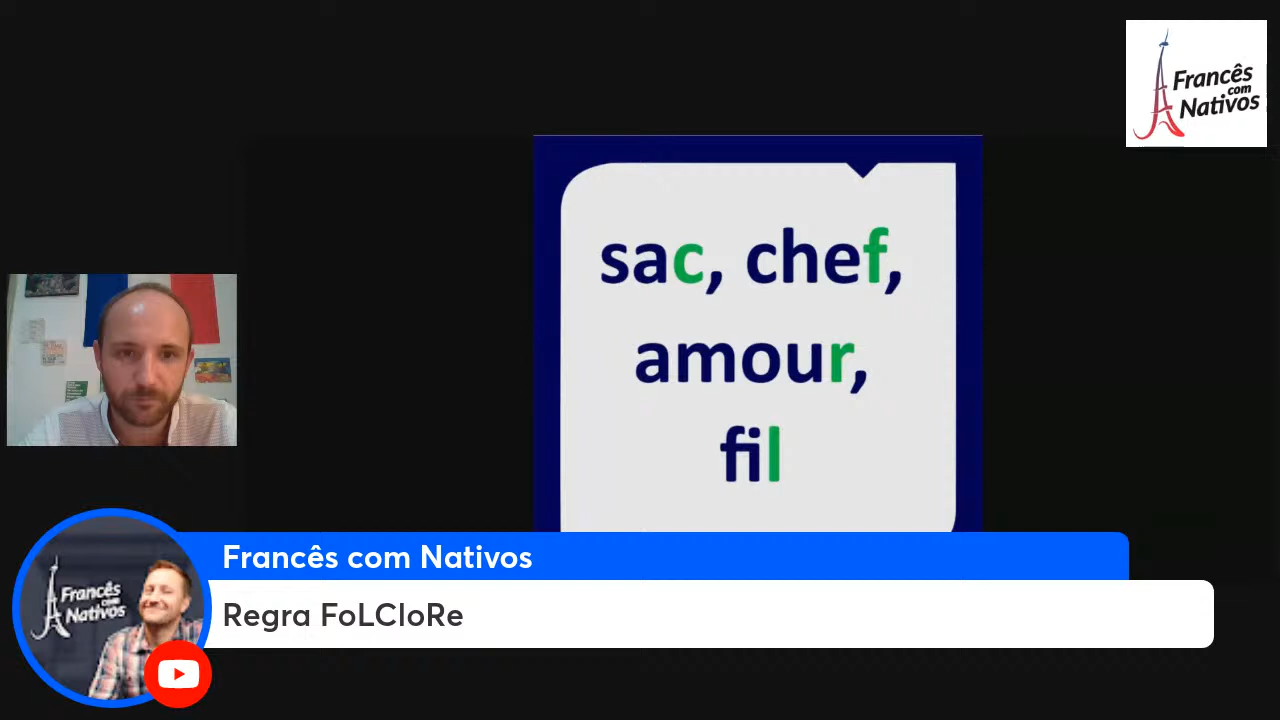 Francês
com
Nativos
sac, chef,
amour,
fil
Francês com Nativos
Francês
com
Nativos
Regra FoLCloRe